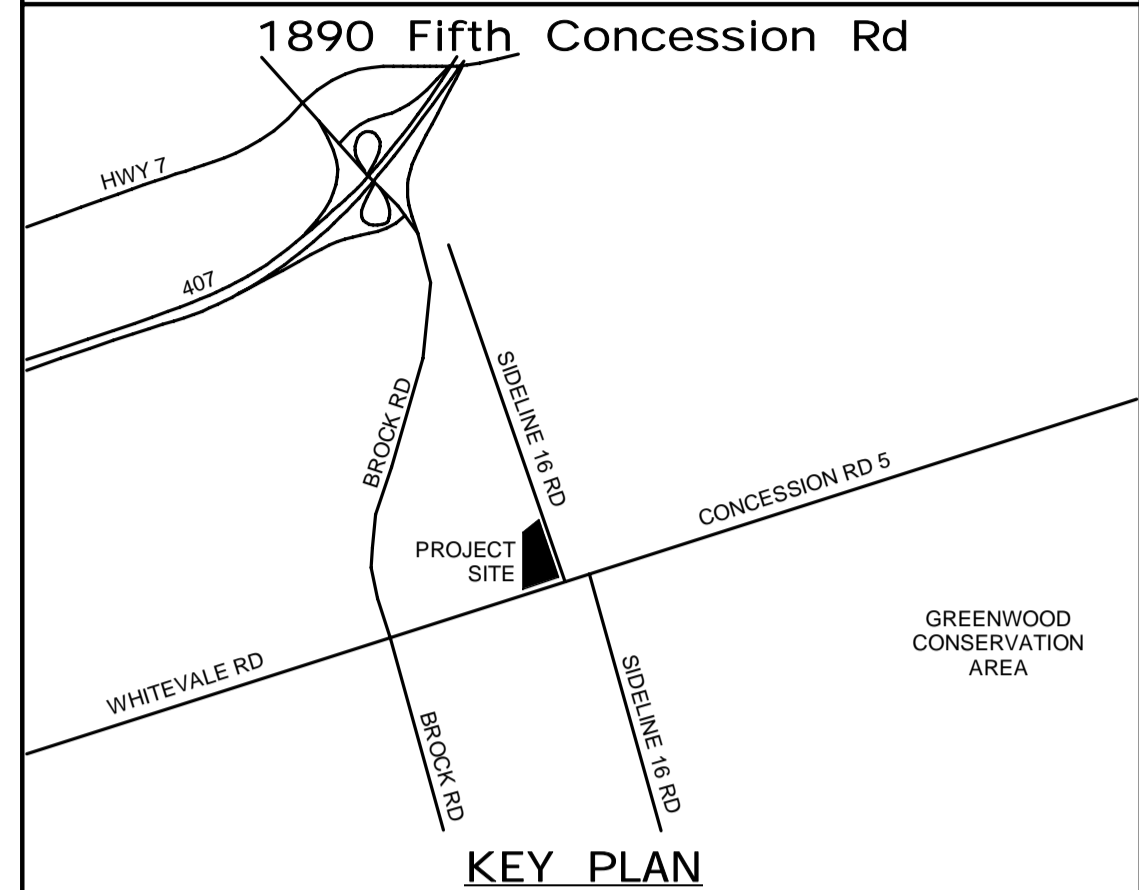 1890 Fifth Concession Rd
HWY 7
407
SIDELINE 16 RD
BROCK RD
CONCESSION RD 5
PROJECT
SITE
GREENWOOD
CONSERVATION
AREA
WHITEVALE RD
SIDELINE 16 RD
BROCK RD
KEY PLAN